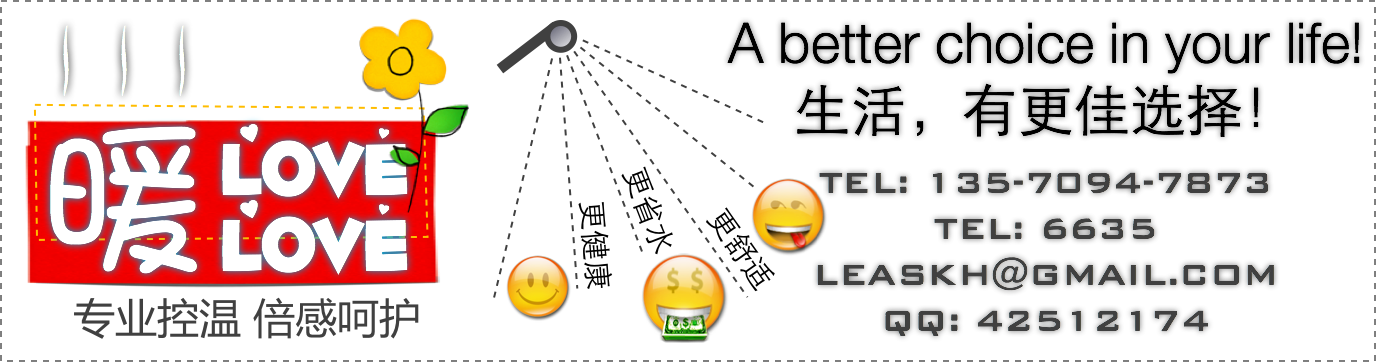 暖 LOVE
LOVE
专业控温 倍感呵护
更健康
更省水
更舒适
A better choice in your life!
生活，有更佳选择！
TEL: 135-7094-7873
TEL: 6635
LEASKH@GMAIL.COM
QQ: 42512174